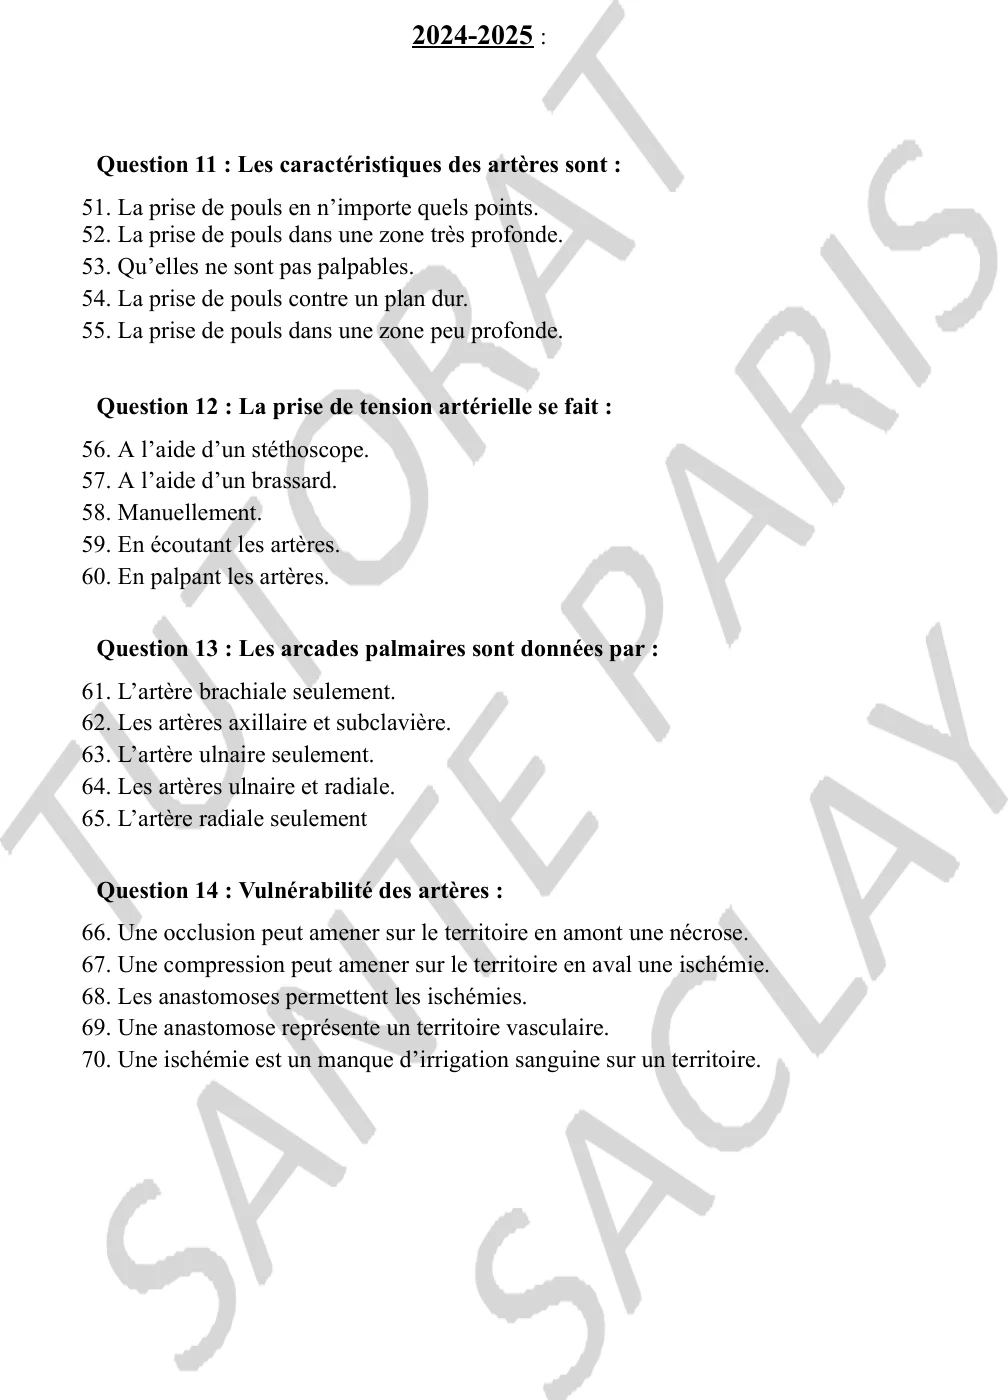 2024-2025 :
Question 11 : Les caractéristiques des artères sont :
51. La prise de pouls en n’importe quels points.
52. La prise de pouls dans une zone très profonde.
53. Qu’elles ne sont pas palpables.
54. La prise de pouls contre un plan dur.
55. La prise de pouls dans une zone peu profonde.
Question 12 : La prise de tension artérielle se fait :
56. A l’aide d’un stéthoscope.
57. A l’aide d’un brassard.
58. Manuellement.
59. En écoutant les artères.
60. En palpant les artères.
Question 13 : Les arcades palmaires sont données par :
61. L’artère brachiale seulement.
62. Les artères axillaire et subclavière.
63. L’artère ulnaire seulement.
64. Les artères ulnaire et radiale.
65. L’artère radiale seulement
Question 14 : Vulnérabilité des artères :
66. Une occlusion peut amener sur le territoire en amont une nécrose.
67. Une compression peut amener sur le territoire en aval une ischémie.
68. Les anastomoses permettent les ischémies.
69. Une anastomose représente un territoire vasculaire.
70. Une ischémie est un manque d’irrigation sanguine sur un territoire.
TUTORAT
SANTE PARIS
SACLAY